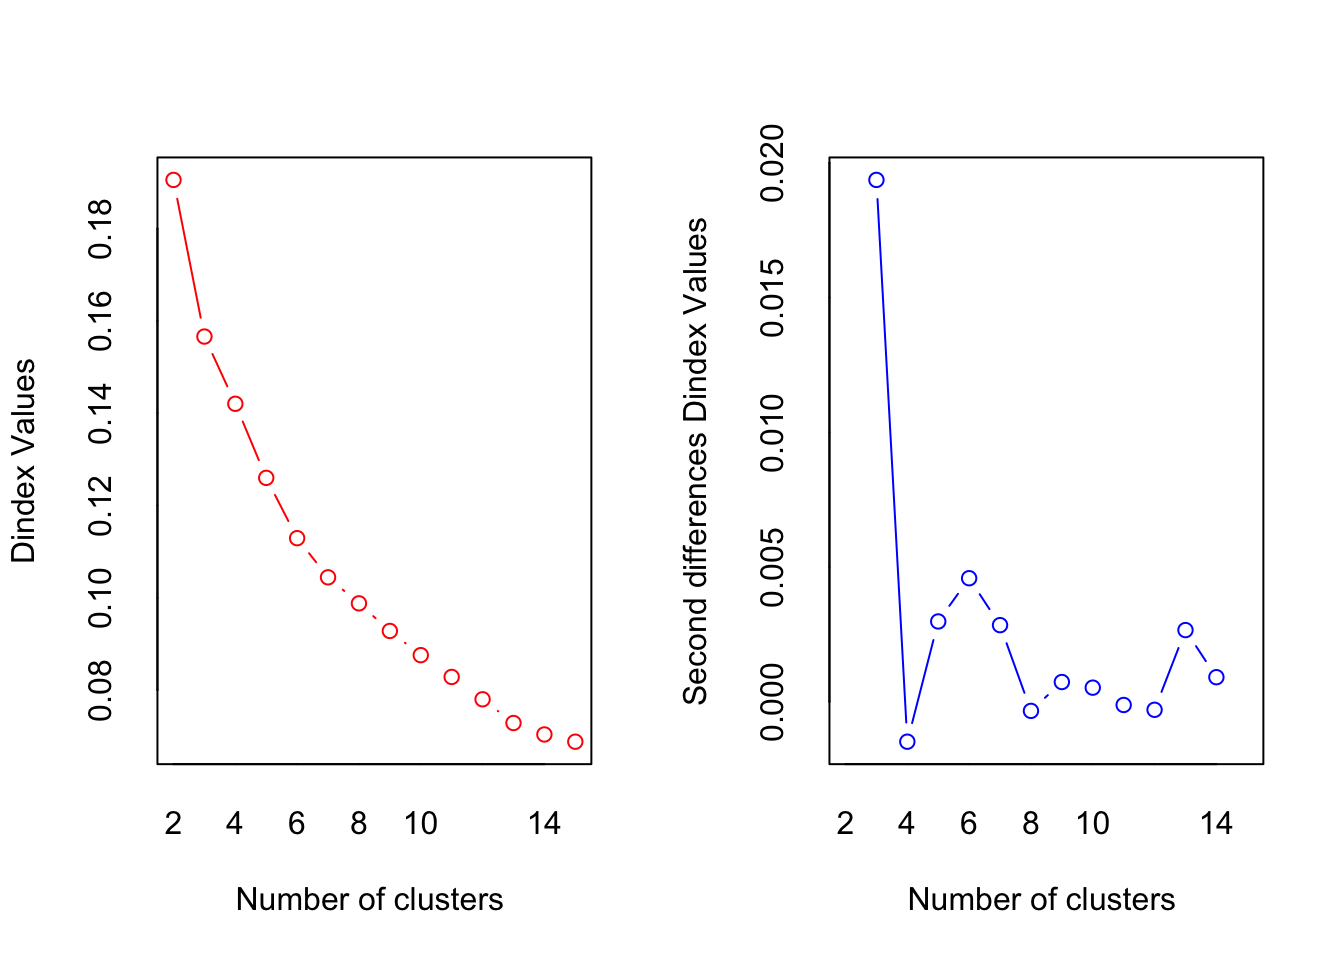 Dindex Values
0.18
0.16
0.14
0.12
0.10
0.08
2 4 6 8 10 14
Number of clusters
Second differences Dindex Values
0.020
0.015
0.010
0.005
0.000
2 4 6 8 10 14
Number of clusters